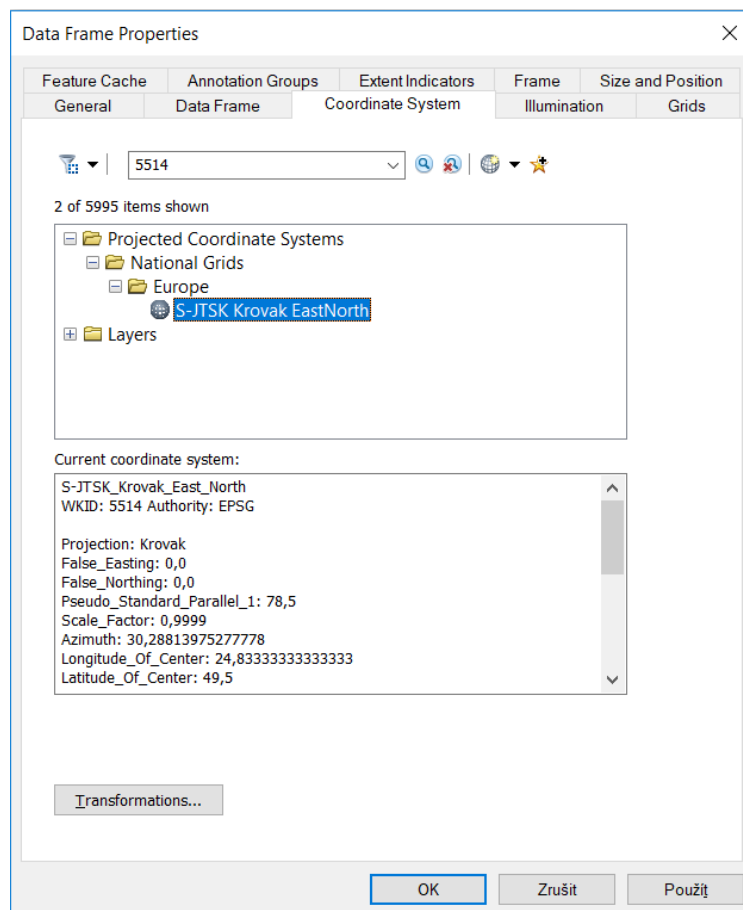 Data Frame Properties
Feature Cache Annotation Groups Extent Indicators Frame Size and Position
General Data Frame Coordinate System Illumination Grids
5514
2 of 5995 items shown
Projected Coordinate Systems
National Grids
Europe
S-JTSK Krovak EastNorth
Layers
Current coordinate system:
S-JTSK_Krovak_East_North
WKID: 5514 Authority: EPSG
Projection: Krovak
False_Easting: 0,0
False_Northing: 0,0
Pseudo_Standard_Parallel_1: 78,5
Scale_Factor: 0,9999
Azimuth: 30,28813975277778
Longitude_Of_Center: 24,83333333333333
Latitude_Of_Center: 49,5
Transformations...
OK Zrušit Použít